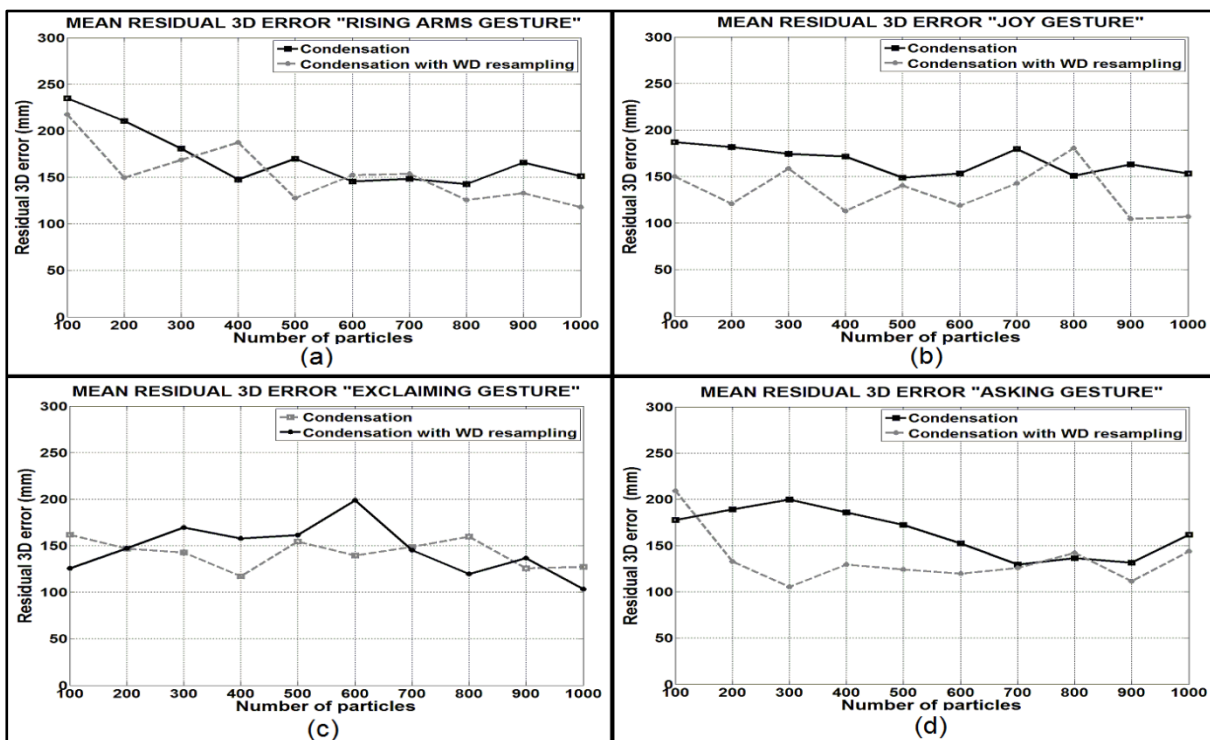 MEAN RESIDUAL 3D ERROR "RISING ARMS GESTURE"
300
250
200
150
100
50
0
Residual 3D error (mm)
Condensation
Condensation with WD resampling
100 200 300 400 500 600 700 800 900 1000
Number of particles
(a)
MEAN RESIDUAL 3D ERROR "JOY GESTURE"
300
250
200
150
100
50
0
Residual 3D error (mm)
Condensation
Condensation with WD resampling
100 200 300 400 500 600 700 800 900 1000
Number of particles
(b)
MEAN RESIDUAL 3D ERROR "EXCLAIMING GESTURE"
300
250
200
150
100
50
0
Residual 3D error (mm)
Condensation
Condensation with WD resampling
100 200 300 400 500 600 700 800 900 1000
Number of particles
(c)
MEAN RESIDUAL 3D ERROR "ASKING GESTURE"
300
250
200
150
100
50
0
Residual 3D error (mm)
Condensation
Condensation with WD resampling
100 200 300 400 500 600 700 800 900 1000
Number of particles
(d)